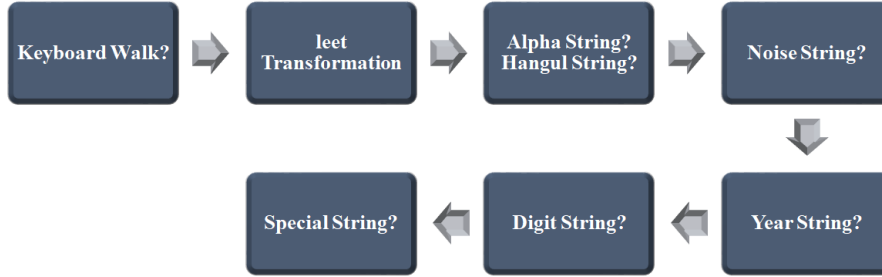 Keyboard Walk?
leet
Transformation
Alpha String?
Hangul String?
Noise String?
Year String?
Digit String?
Special String?